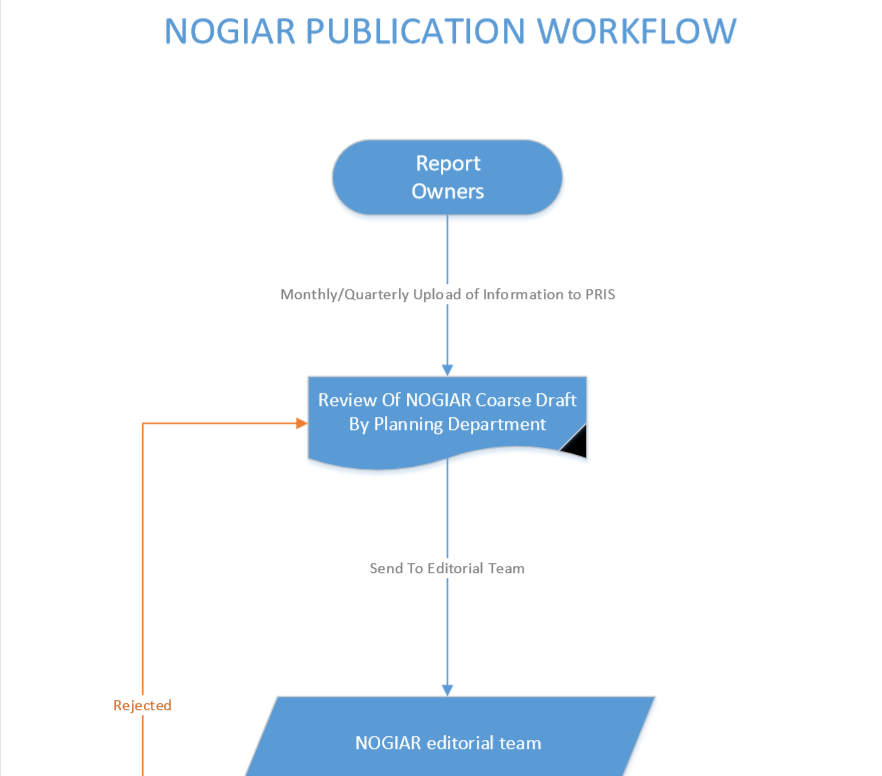 NOGIAR PUBLICATION WORKFLOW
Report
Owners
Monthly/Quarterly Upload of Information to PRIS
Review Of NOGIAR Coarse Draft
By Planning Department
Send To Editorial Team
Rejected
NOGIAR editorial team